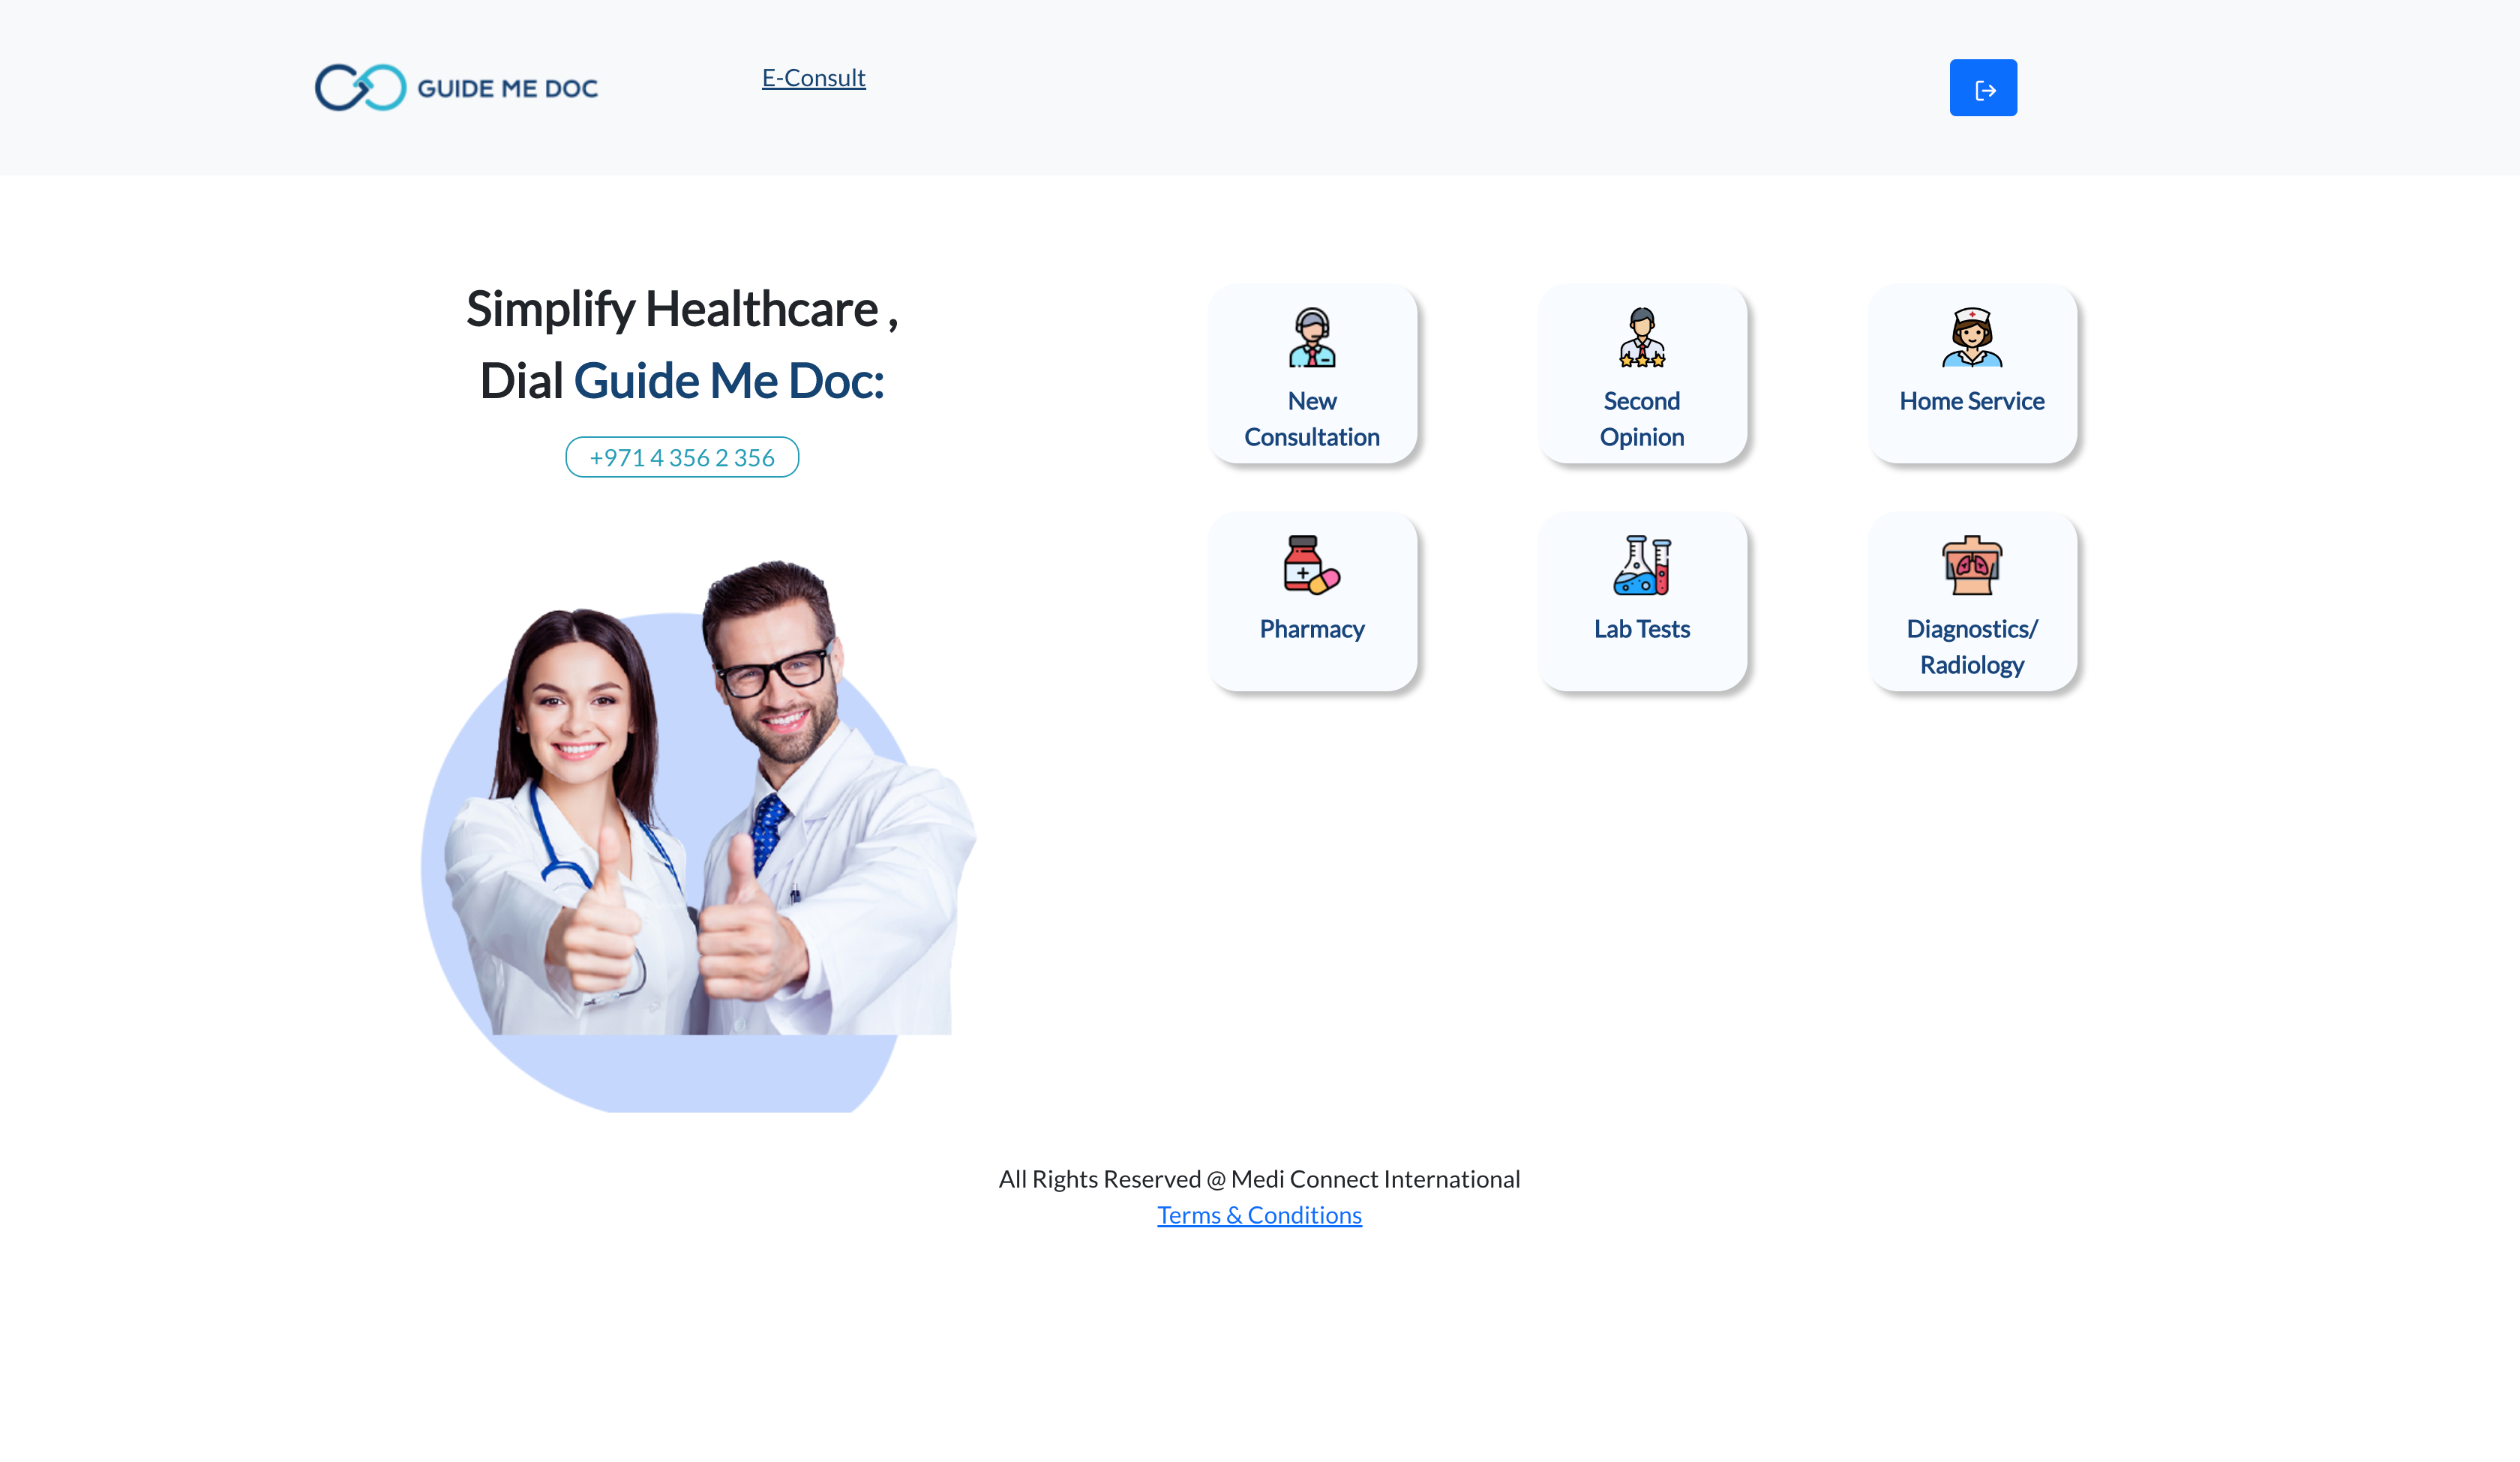 GUIDE ME DOC
E-Consult
Simplify Healthcare ,
Dial Guide Me Doc:
+971 4 356 2 356
New
Consultation
Second
Opinion
Home Service
Pharmacy
Lab Tests
Diagnostics/
Radiology
All Rights Reserved @ Medi Connect International
Terms & Conditions